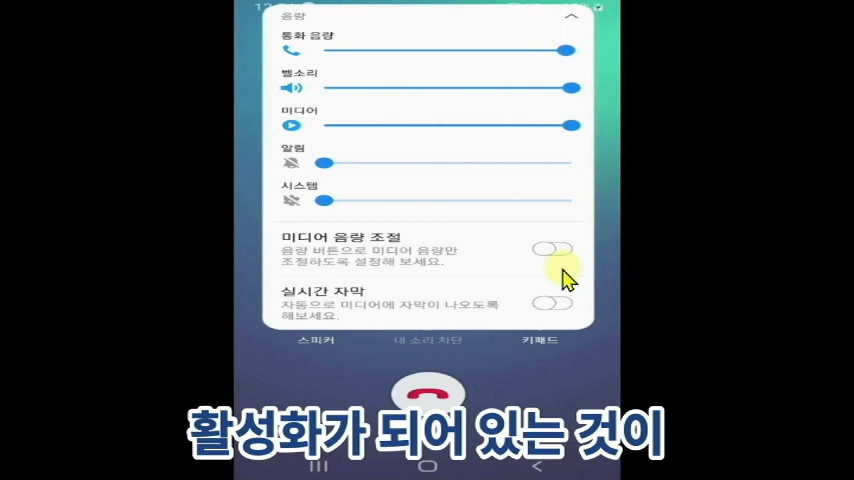 음량
통화 음량
벨소리
미디어
알림
시스템
미디어 음량 조절
음량 버튼으로 미디어 음량만
조절하도록 설정해 보세요.
실시간 자막
자동으로 미디어에 자막이 나오도록
해보세요.
스피커
내 소리 차단
키패드
활성화가 되어 있는 것이